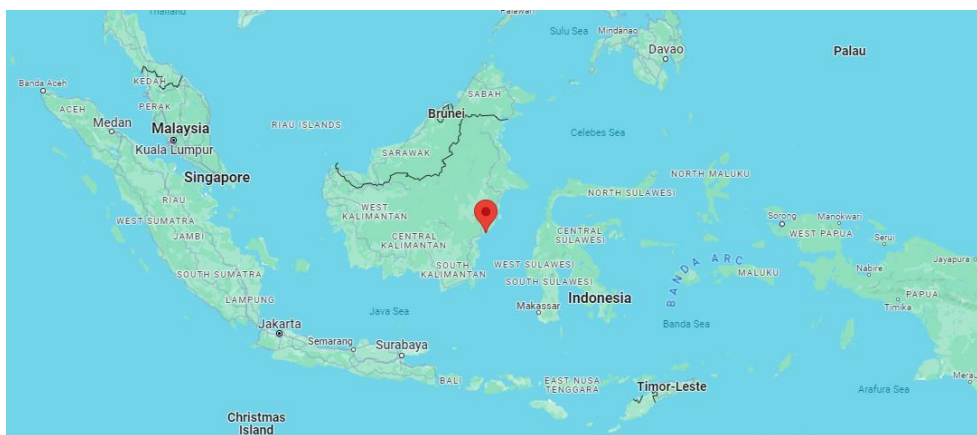 Thailand
Palawan
Sulu Sea
Mindanao
Davao
Palau
Banda Aceh
KEDAH
SABAH
ACEH
PERAK
Brunei
Medan
Malaysia
RIAU ISLANDS
Celebes Sea
Kuala Lumpur
SARAWAK
Singapore
NORTH MALUKU
NORTH SULAWESI
RIAU
WEST
KALIMANTAN
Sorong
Manokwari
WEST SUMATRA
JAMBI
CENTRAL
KALIMANTAN
CENTRAL
SULAWESI
WEST PAPUA
Serui
SOUTH SUMATRA
SOUTH
KALIMANTAN
WEST SULAWESI
SOUTH SULAWESI
BANDA ARC
MALUKU
Nabire
Jayapura
LAMPUNG
Indonesia
PAPUA
Makassar
Timika
Java Sea
Jakarta
Banda Sea
Semarang
Surabaya
BALI
EAST NUSA
TENGGARA
Timor-Leste
Merau
Arafura Sea
Christmas
Island